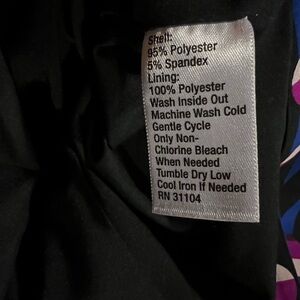 Shell:
95% Polyester
5% Spandex
Lining:
100% Polyester
Wash Inside Out
Machine Wash Cold
Gentle Cycle
Only Non-
Chlorine Bleach
When Needed
Tumble Dry Low
Cool Iron If Needed
RN 31104